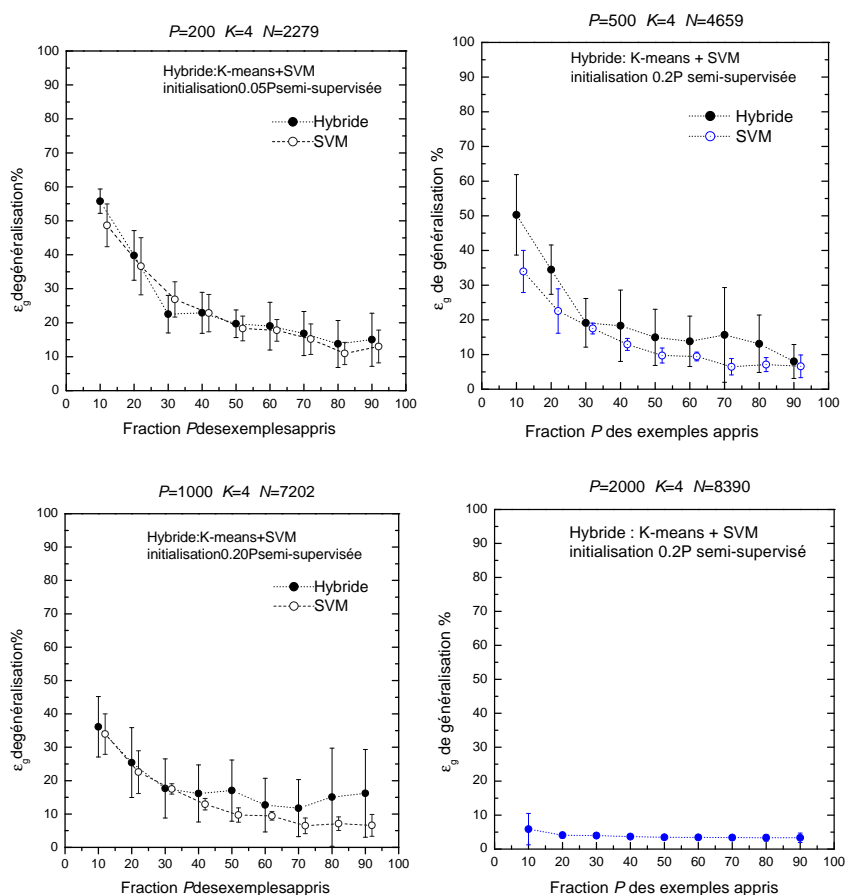 P=200 K=4 N=2279
Hybride:K-means+SVM
initialisation0.05Psemi-supervisée
Hybride
SVM
100
90
80
70
60
50
40
30
20
10
0
εg degénéralisation%
0 10 20 30 40 50 60 70 80 90 100
Fraction Pdesexemplesappris
P=500 K=4 N=4659
Hybride: K-means + SVM
initialisation 0.2P semi-supervisée
Hybride
SVM
100
90
80
70
60
50
40
30
20
10
0
εg de généralisation %
0 10 20 30 40 50 60 70 80 90 100
Fraction P des exemples appris
P=1000 K=4 N=7202
Hybride:K-means+SVM
initialisation0.20Psemi-supervisée
Hybride
SVM
100
90
80
70
60
50
40
30
20
10
0
εg degénéralisation%
0 10 20 30 40 50 60 70 80 90 100
Fraction Pdesexemplesappris
P=2000 K=4 N=8390
Hybride : K-means + SVM
initialisation 0.2P semi-supervisé
100
90
80
70
60
50
40
30
20
10
0
εg de généralisation %
0 10 20 30 40 50 60 70 80 90 100
Fraction P des exemples appris